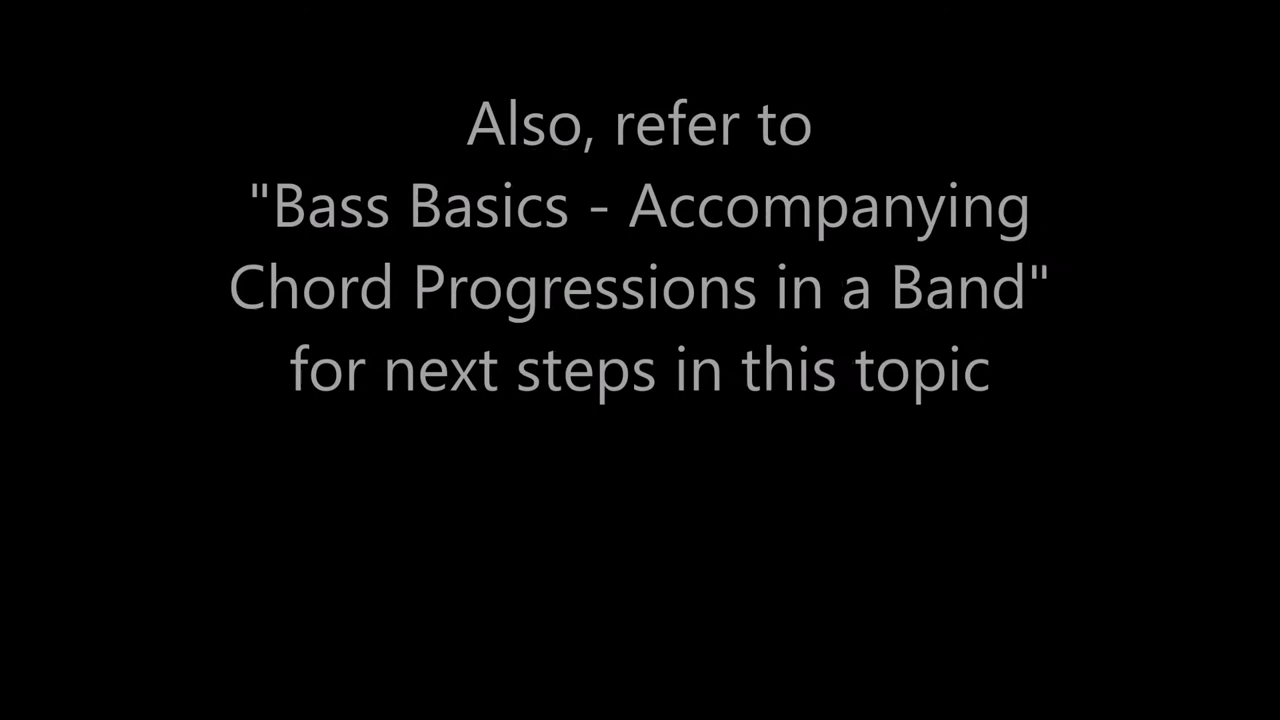 Also, refer to
"Bass Basics - Accompanying
Chord Progressions in a Band"
for next steps in this topic